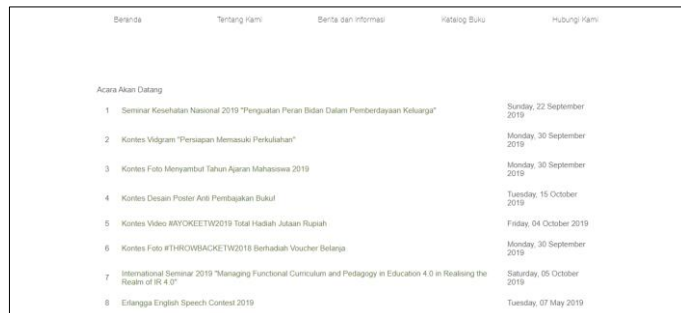 Beranda Tentang Kami Berita dan Informasi Katalog Buku Hubungi Kami
Acara Akan Datang
1 Seminar Kesehatan Nasional 2019 "Penguatan Peran Bidan Dalam Pemberdayaan Keluarga" Sunday, 22 September
2019
2 Kontes Vidgram "Persiapan Memasuki Perkuliahan" Monday, 30 September
2019
3 Kontes Foto Menyambut Tahun Ajaran Mahasiswa 2019 Monday, 30 September
2019
4 Kontes Desain Poster Anti Pembajakan Buku! Tuesday, 15 October
2019
5 Kontes Video #AYOKEETW2019 Total Hadiah Jutaan Rupiah Friday, 04 October 2019
6 Kontes Foto #THROWBACKETW2018 Berhadiah Voucher Belanja Monday, 30 September
2019
7 International Seminar 2019 "Managing Functional Curriculum and Pedagogy in Education 4.0 in Realising the Saturday, 05 October
Realm of IR 4.0" 2019
8 Erlangga English Speech Contest 2019 Tuesday, 07 May 2019